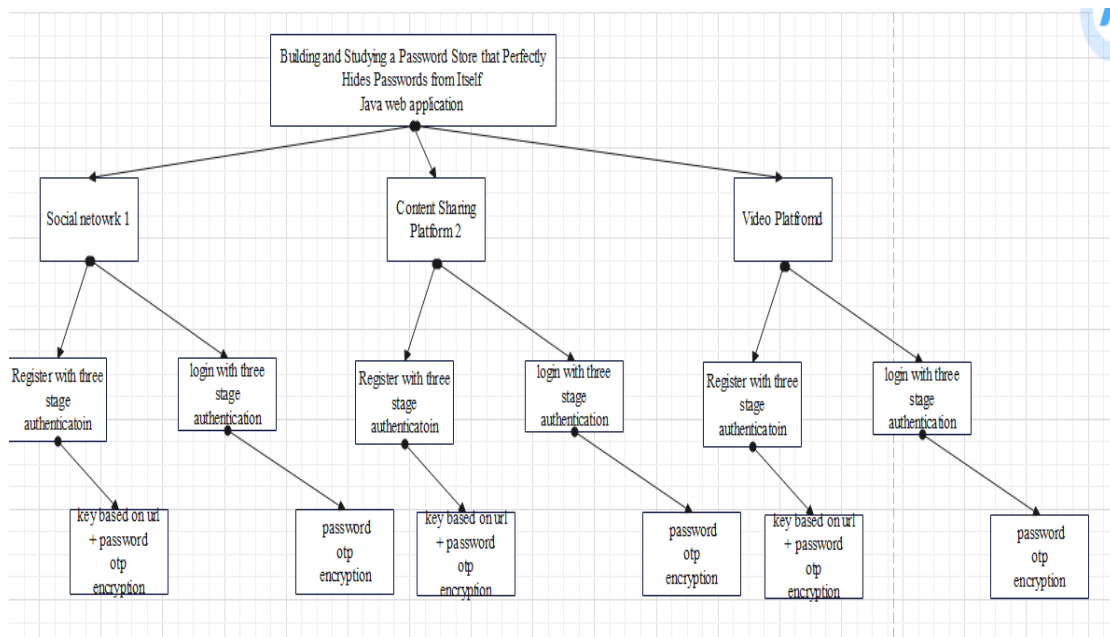 Building and Studying a Password Store that Perfectly
Hides Passwords from Itself
Java web application
Social netowrk 1
Content Sharing
Platform 2
Video Platfromd
Register with three
stage
authenticatoin
login with three
stage
authentication
Register with three
stage
authenticatoin
login with three
stage
authentication
Register with three
stage
authenticatoin
login with three
stage
authentication
key based on url
+ password
otp
encryption
password
otp
encryption
key based on url
+ password
otp
encryption
password
otp
encryption
key based on url
+ password
otp
encryption
password
otp
encryption